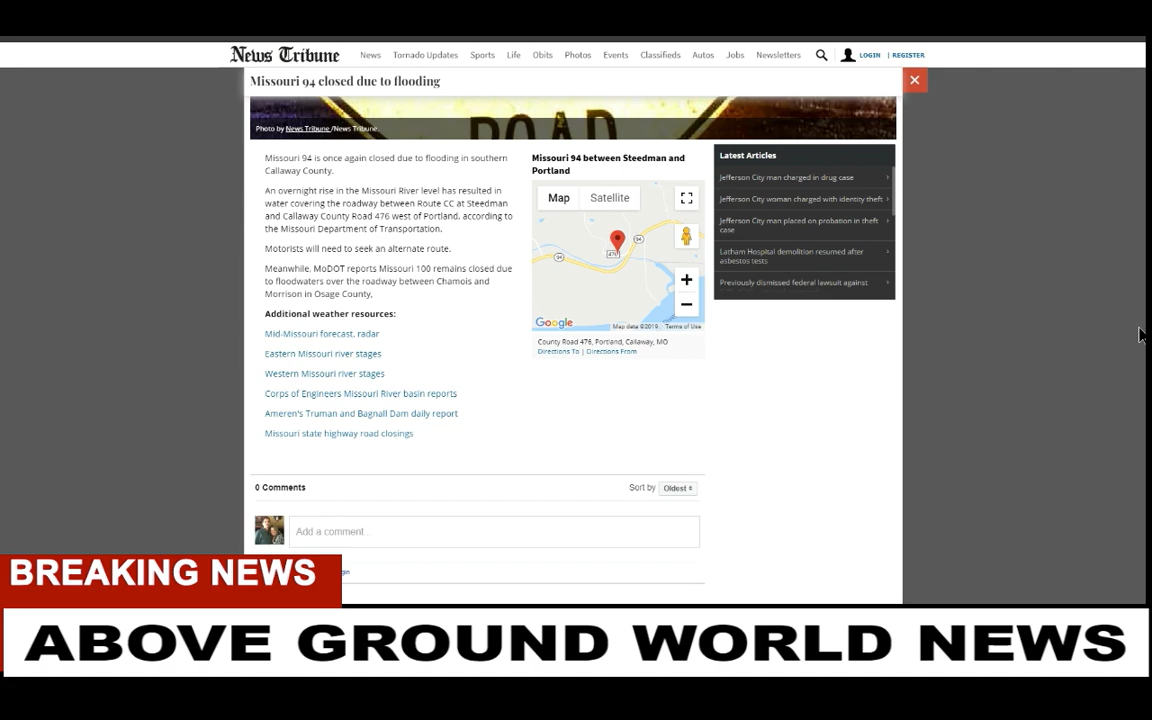 News Tribune
News Tornado Updates Sports Life Obits Photos Events Classifieds Autos Jobs Newsletters LOGIN | REGISTER
Missouri 94 closed due to flooding
ROAD
Photo by News Tribune /News Tribune.
Missouri 94 is once again closed due to flooding in southern
Callaway County.
An overnight rise in the Missouri River level has resulted in
water covering the roadway between Route CC at Steedman
and Callaway County Road 476 west of Portland, according to
the Missouri Department of Transportation.
Motorists will need to seek an alternate route.
Meanwhile, MoDOT reports Missouri 100 remains closed due
to floodwaters over the roadway between Chamois and
Morrison in Osage County,
Additional weather resources:
Mid-Missouri forecast, radar
Eastern Missouri river stages
Western Missouri river stages
Corps of Engineers Missouri River basin reports
Ameren's Truman and Bagnall Dam daily report
Missouri state highway road closings
Missouri 94 between Steedman and
Portland
Map Satellite
94
476
94
+
−
Google Map data ©2019 Terms of Use
County Road 476, Portland, Callaway, MO
Directions To | Directions From
Latest Articles
Jefferson City man charged in drug case
Jefferson City woman charged with identity theft
Jefferson City man placed on probation in theft
case
Latham Hospital demolition resumed after
asbestos tests
Previously dismissed federal lawsuit against
0 Comments Sort by Oldest
Add a comment...
BREAKING NEWS
ABOVE GROUND WORLD NEWS